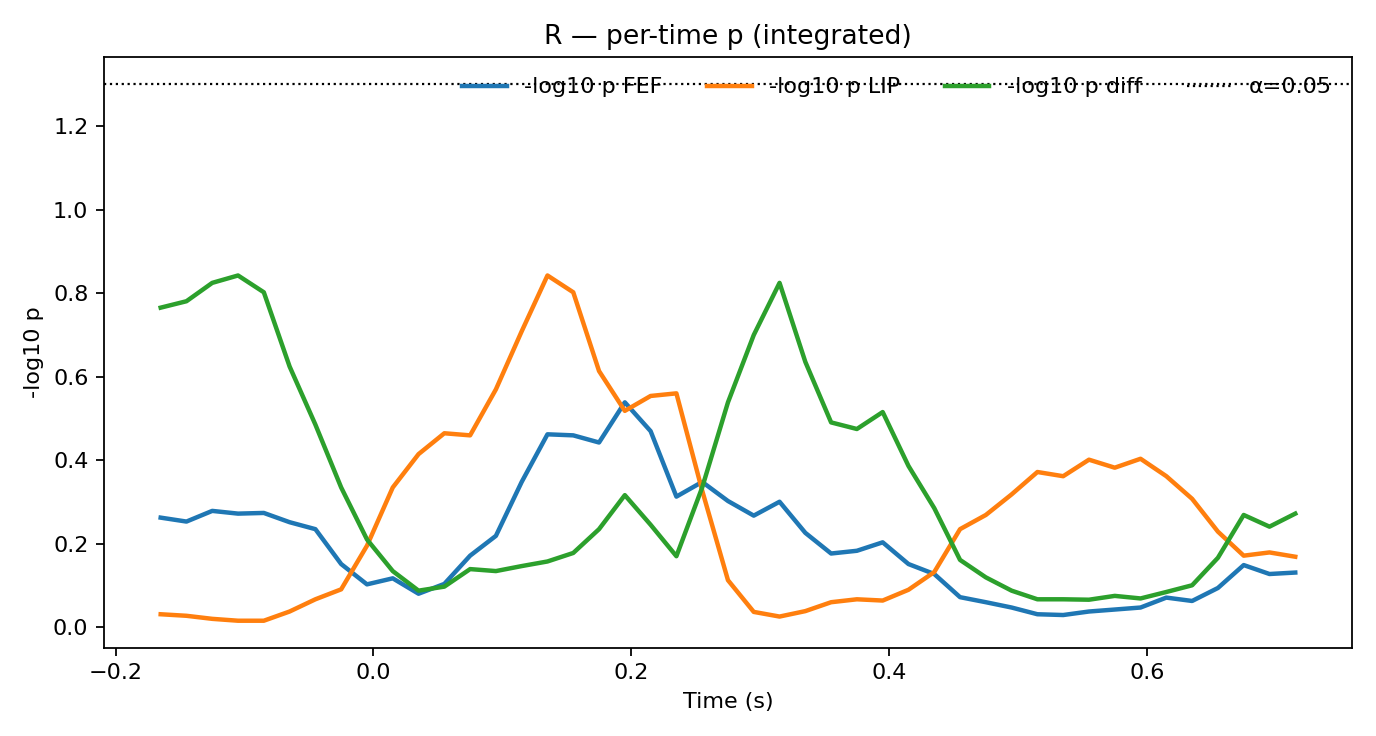 R — per-time p (integrated)
-log10 p FEF -log10 p LIP -log10 p diff α=0.05
-log10 p
1.2
1.0
0.8
0.6
0.4
0.2
0.0
−0.2 0.0 0.2 0.4 0.6
Time (s)